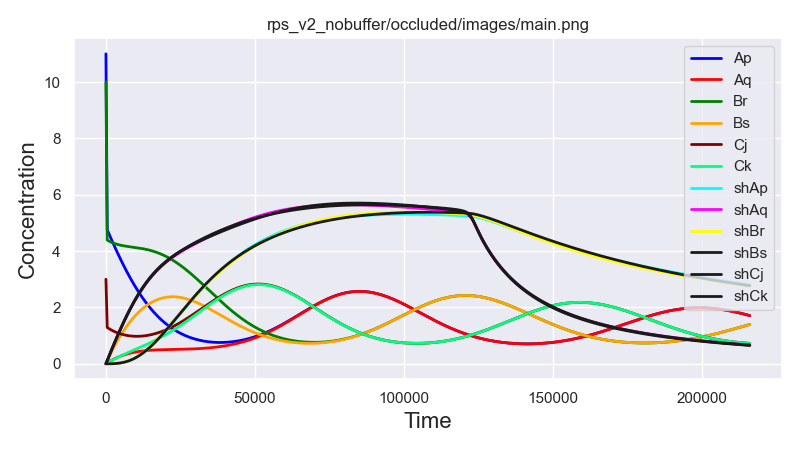 rps_v2_nobuffer/occluded/images/main.png
Concentration
10
8
6
4
2
0
0
50000
100000
150000
200000
Time
Ap
Aq
Br
Bs
Cj
Ck
shAp
shAq
shBr
shBs
shCj
shCk